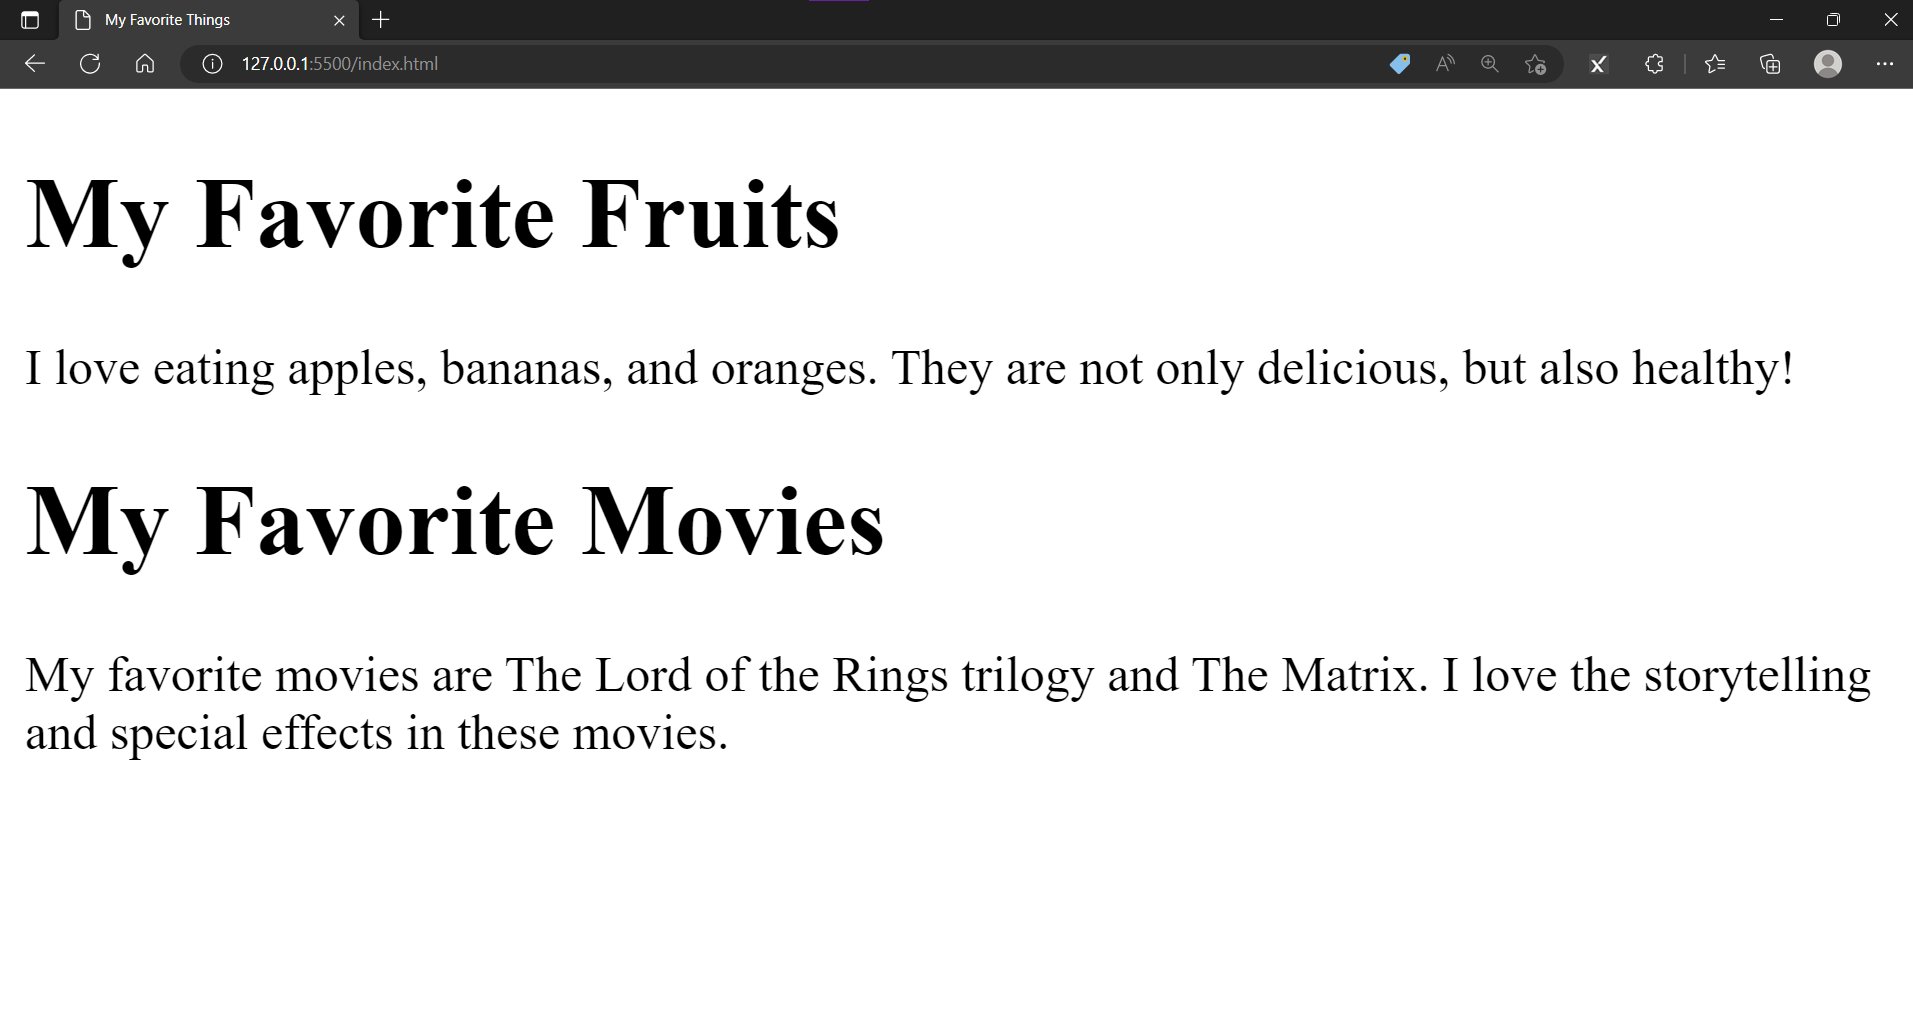 My Favorite Things
127.0.0.1:5500/index.html
My Favorite Fruits
I love eating apples, bananas, and oranges. They are not only delicious, but also healthy!
My Favorite Movies
My favorite movies are The Lord of the Rings trilogy and The Matrix. I love the storytelling
and special effects in these movies.